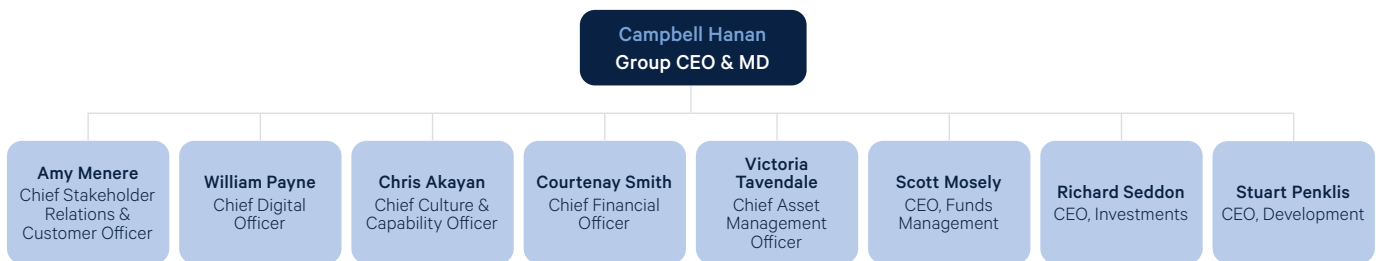 Campbell Hanan
Group CEO & MD
Amy Menere
Chief Stakeholder
Relations &
Customer Officer
William Payne
Chief Digital
Officer
Chris Akayan
Chief Culture &
Capability Officer
Courtenay Smith
Chief Financial
Officer
Victoria
Tavendale
Chief Asset
Management
Officer
Scott Mosely
CEO, Funds
Management
Richard Seddon
CEO, Investments
Stuart Penklis
CEO, Development